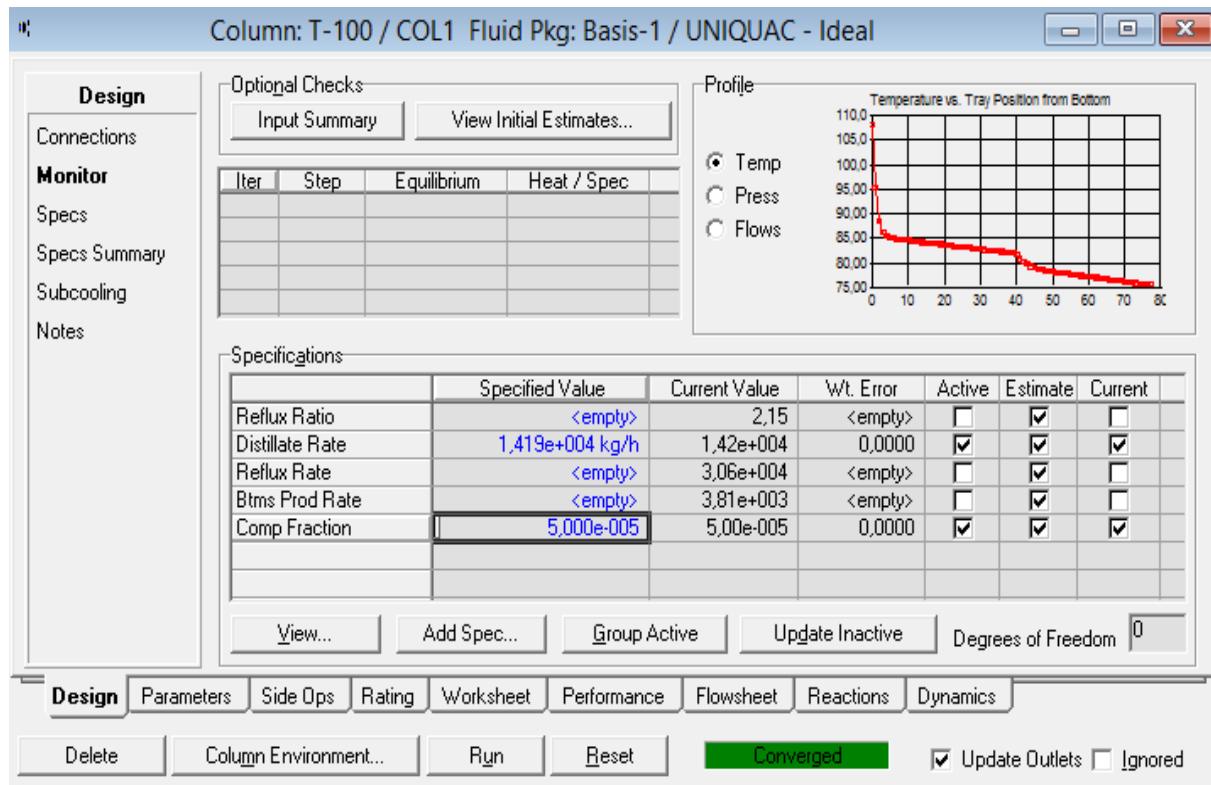 Column: T-100 / COL1 Fluid Pkg: Basis-1 / UNIQUAC - Ideal
Design
Connections
Monitor
Specs
Specs Summary
Subcooling
Notes
Optional Checks
Input Summary
View Initial Estimates...
Iter Step Equilibrium Heat / Spec
Profile
Temp
Press
Flows
Temperature vs. Tray Position from Bottom
110,0
105,0
100,0
95,00
90,00
85,00
80,00
75,00
0 10 20 30 40 50 60 70 80
Specifications
Specified Value Current Value Wt. Error Active Estimate Current
Reflux Ratio <empty> 2,15 <empty>
Distillate Rate 1,419e+004 kg/h 1,42e+004 0,0000
Reflux Rate <empty> 3,06e+004 <empty>
Btms Prod Rate <empty> 3,81e+003 <empty>
Comp Fraction 5,000e-005 5,00e-005 0,0000
View... Add Spec... Group Active Update Inactive Degrees of Freedom 0
Design Parameters Side Ops Rating Worksheet Performance Flowsheet Reactions Dynamics
Delete Column Environment... Run Reset Converged Update Outlets Ignored